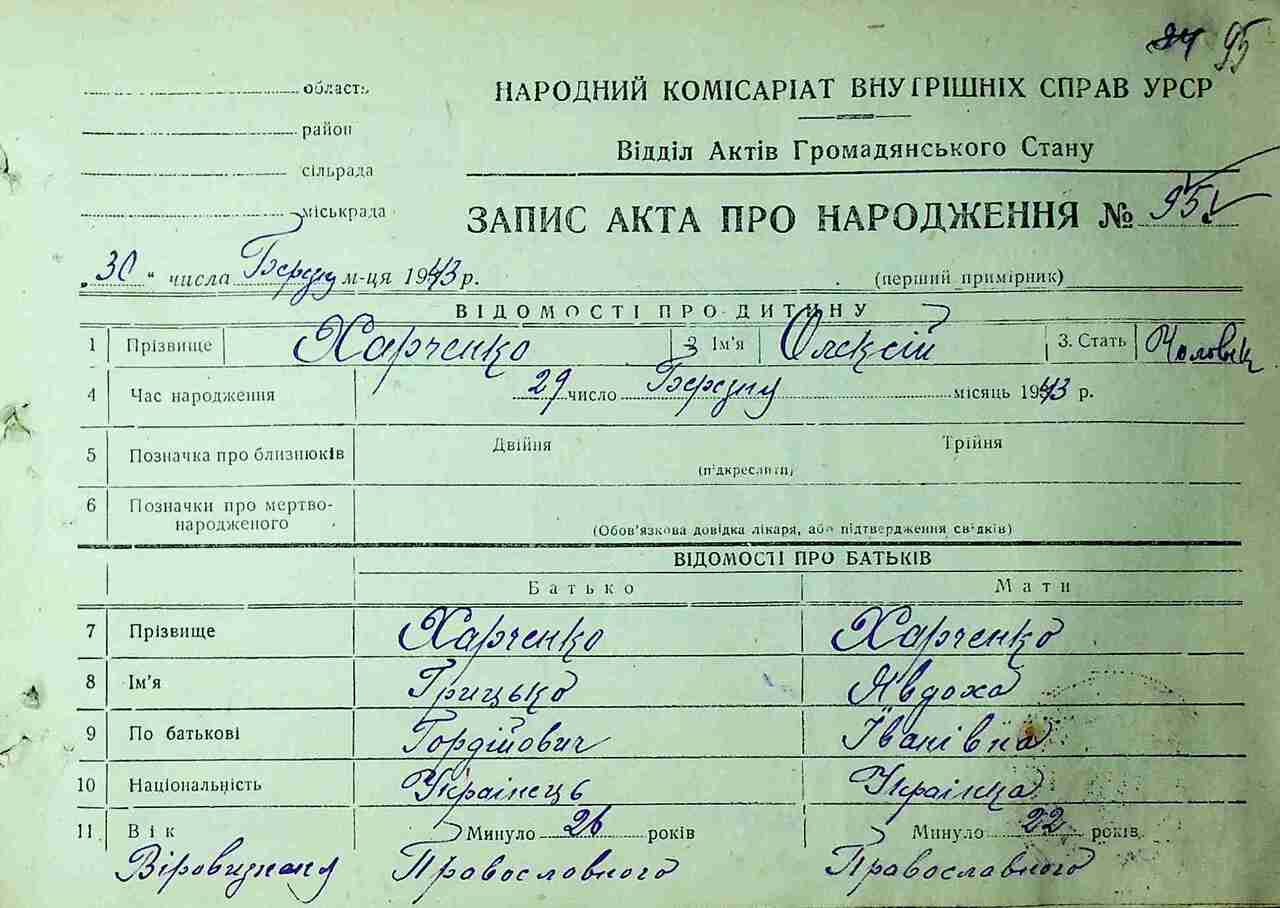 24 95
НАРОДНИЙ КОМІСАРІАТ ВНУТРІШНІХ СПРАВ УРСР
Відділ Актів Громадянського Стану
область
район
сільрада
міськрада
ЗАПИС АКТА ПРО НАРОДЖЕННЯ № 95
„30“ числа Березня м-ця 1943 р.
(перший примірник)
ВІДОМОСТІ ПРО ДИТИНУ
1 Прізвище Харченко 2 Ім'я Олексій 3. Стать Чоловік
4 Час народження 29 число Березня місяць 1943 р.
5 Позначка про близнюків Двійня Трійня
(підкреслити)
6 Позначки про мертво-
народженого
(Обов'язкова довідка лікаря, або підтвердження свідків)
ВІДОМОСТІ ПРО БАТЬКІВ
Батько Мати
7 Прізвище Харченко Харченко
8 Ім'я Грицько Явдоха
9 По батькові Гордійович Іванівна
10 Національність Українець Українка
11 Вік Минуло 26 років Минуло 22 років
Віровизнання Православного Православного